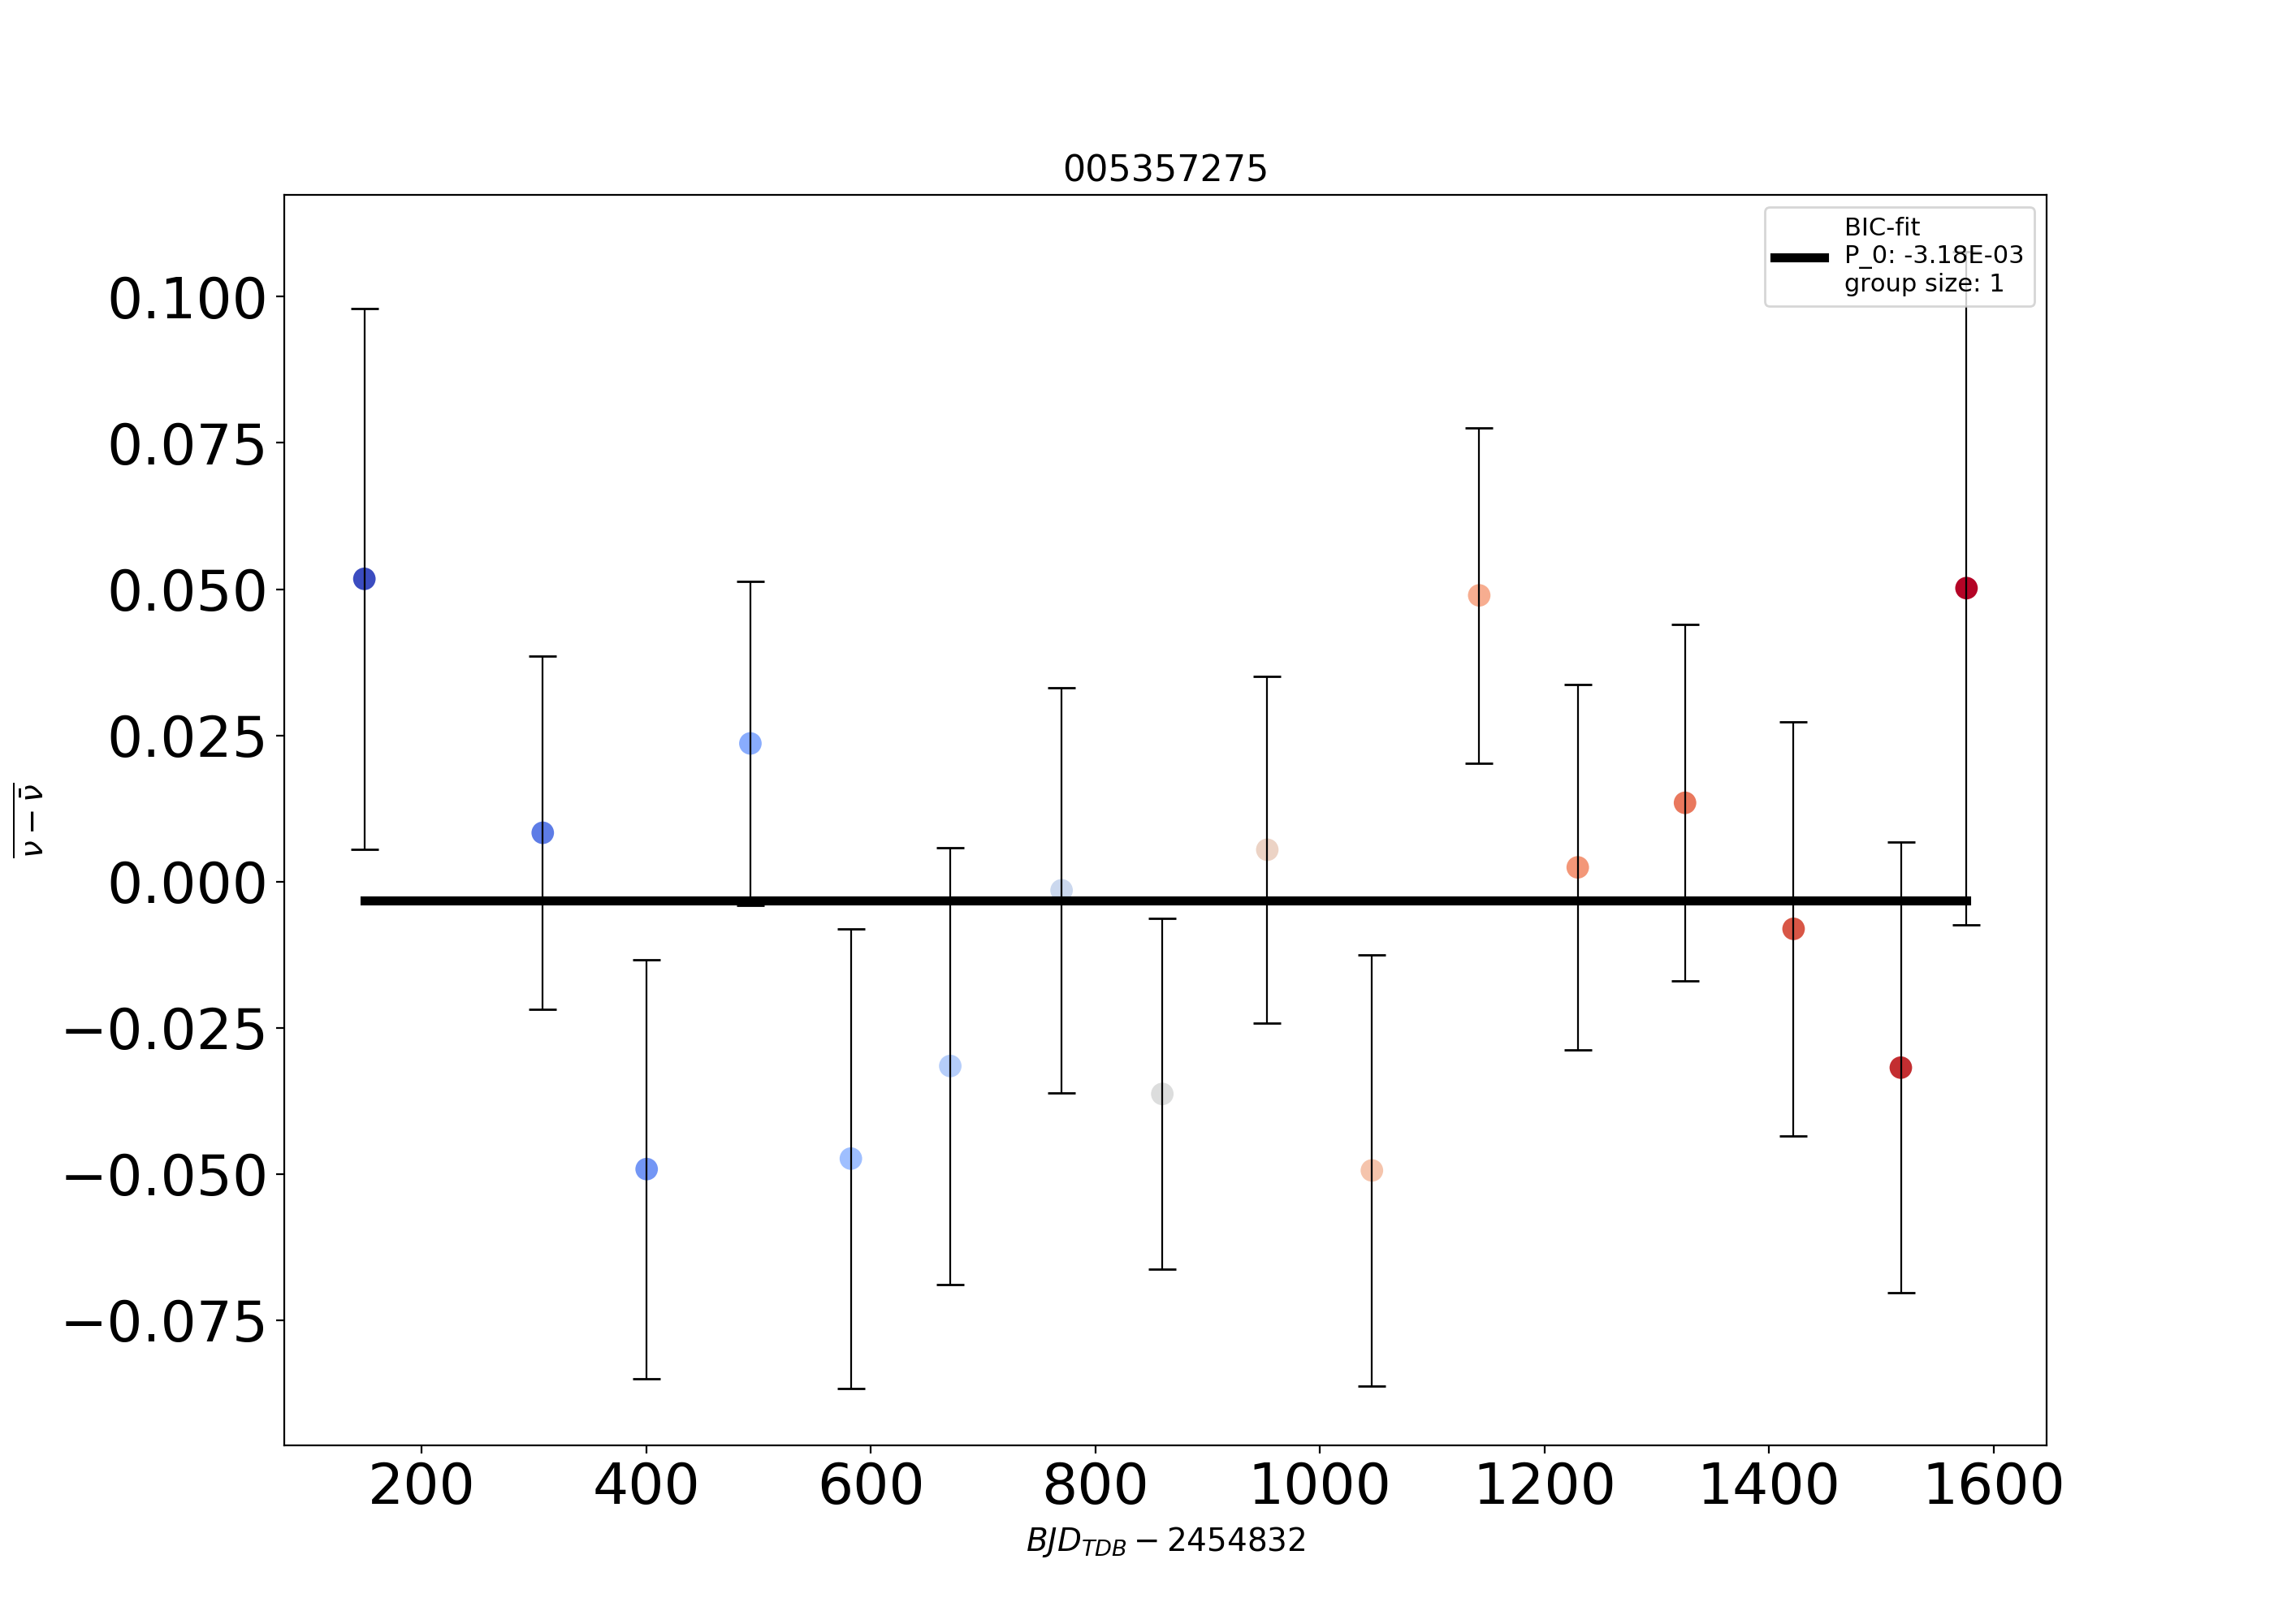 005357275
BIC-fit
P_0: -3.18E-03
group size: 1
0.100
0.075
0.050
0.025
0.000
−0.025
−0.050
−0.075
ν − ν̄
200 400 600 800 1000 1200 1400 1600
BJD_TDB − 2454832